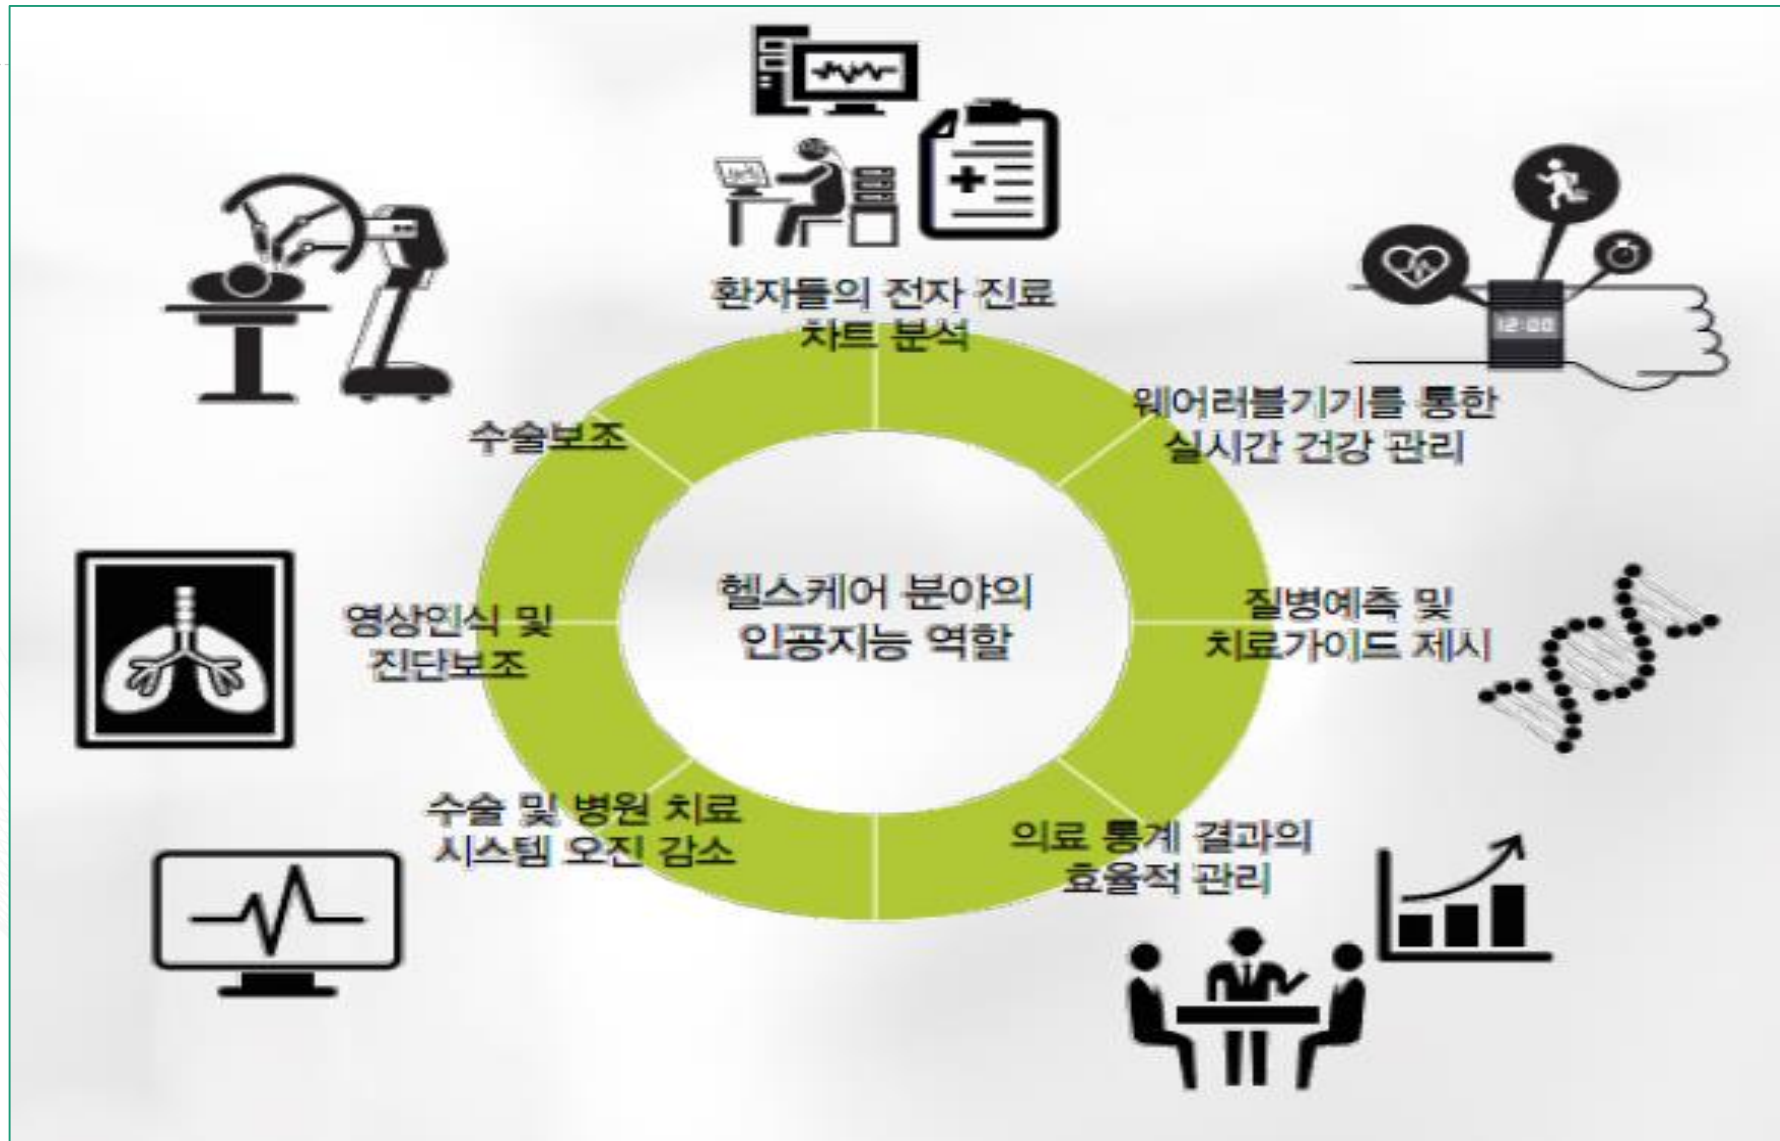 환자들의 전자 진료
차트 분석
웨어러블기기를 통한
실시간 건강 관리
12:00
수술보조
헬스케어 분야의
인공지능 역할
질병예측 및
치료가이드 제시
영상인식 및
진단보조
수술 및 병원 치료
시스템 오진 감소
의료 통계 결과의
효율적 관리